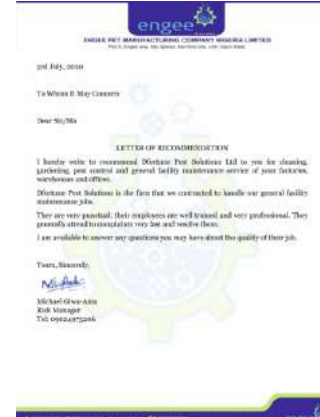 engee
ENGEE PET MANUFACTURING COMPANY NIGERIA LIMITED
3rd July, 2020
To Whom It May Concern
Dear Sir/Ma
LETTER OF RECOMMENDATION
I hereby write to recommend Dfortune Pest Solutions Ltd to you for cleaning,
gardening, pest control and general facility maintenance service of your factories,
warehouses and offices.
Dfortune Pest Solutions is the firm that we contracted to handle our general facility
maintenance jobs.
They are very punctual, their employees are well trained and very professional. They
generally attend to complaints very fast and resolve them.
I am available to answer any questions you may have about the quality of their job.
Yours, Sincerely.
Michael Giwa-Amu
Risk Manager